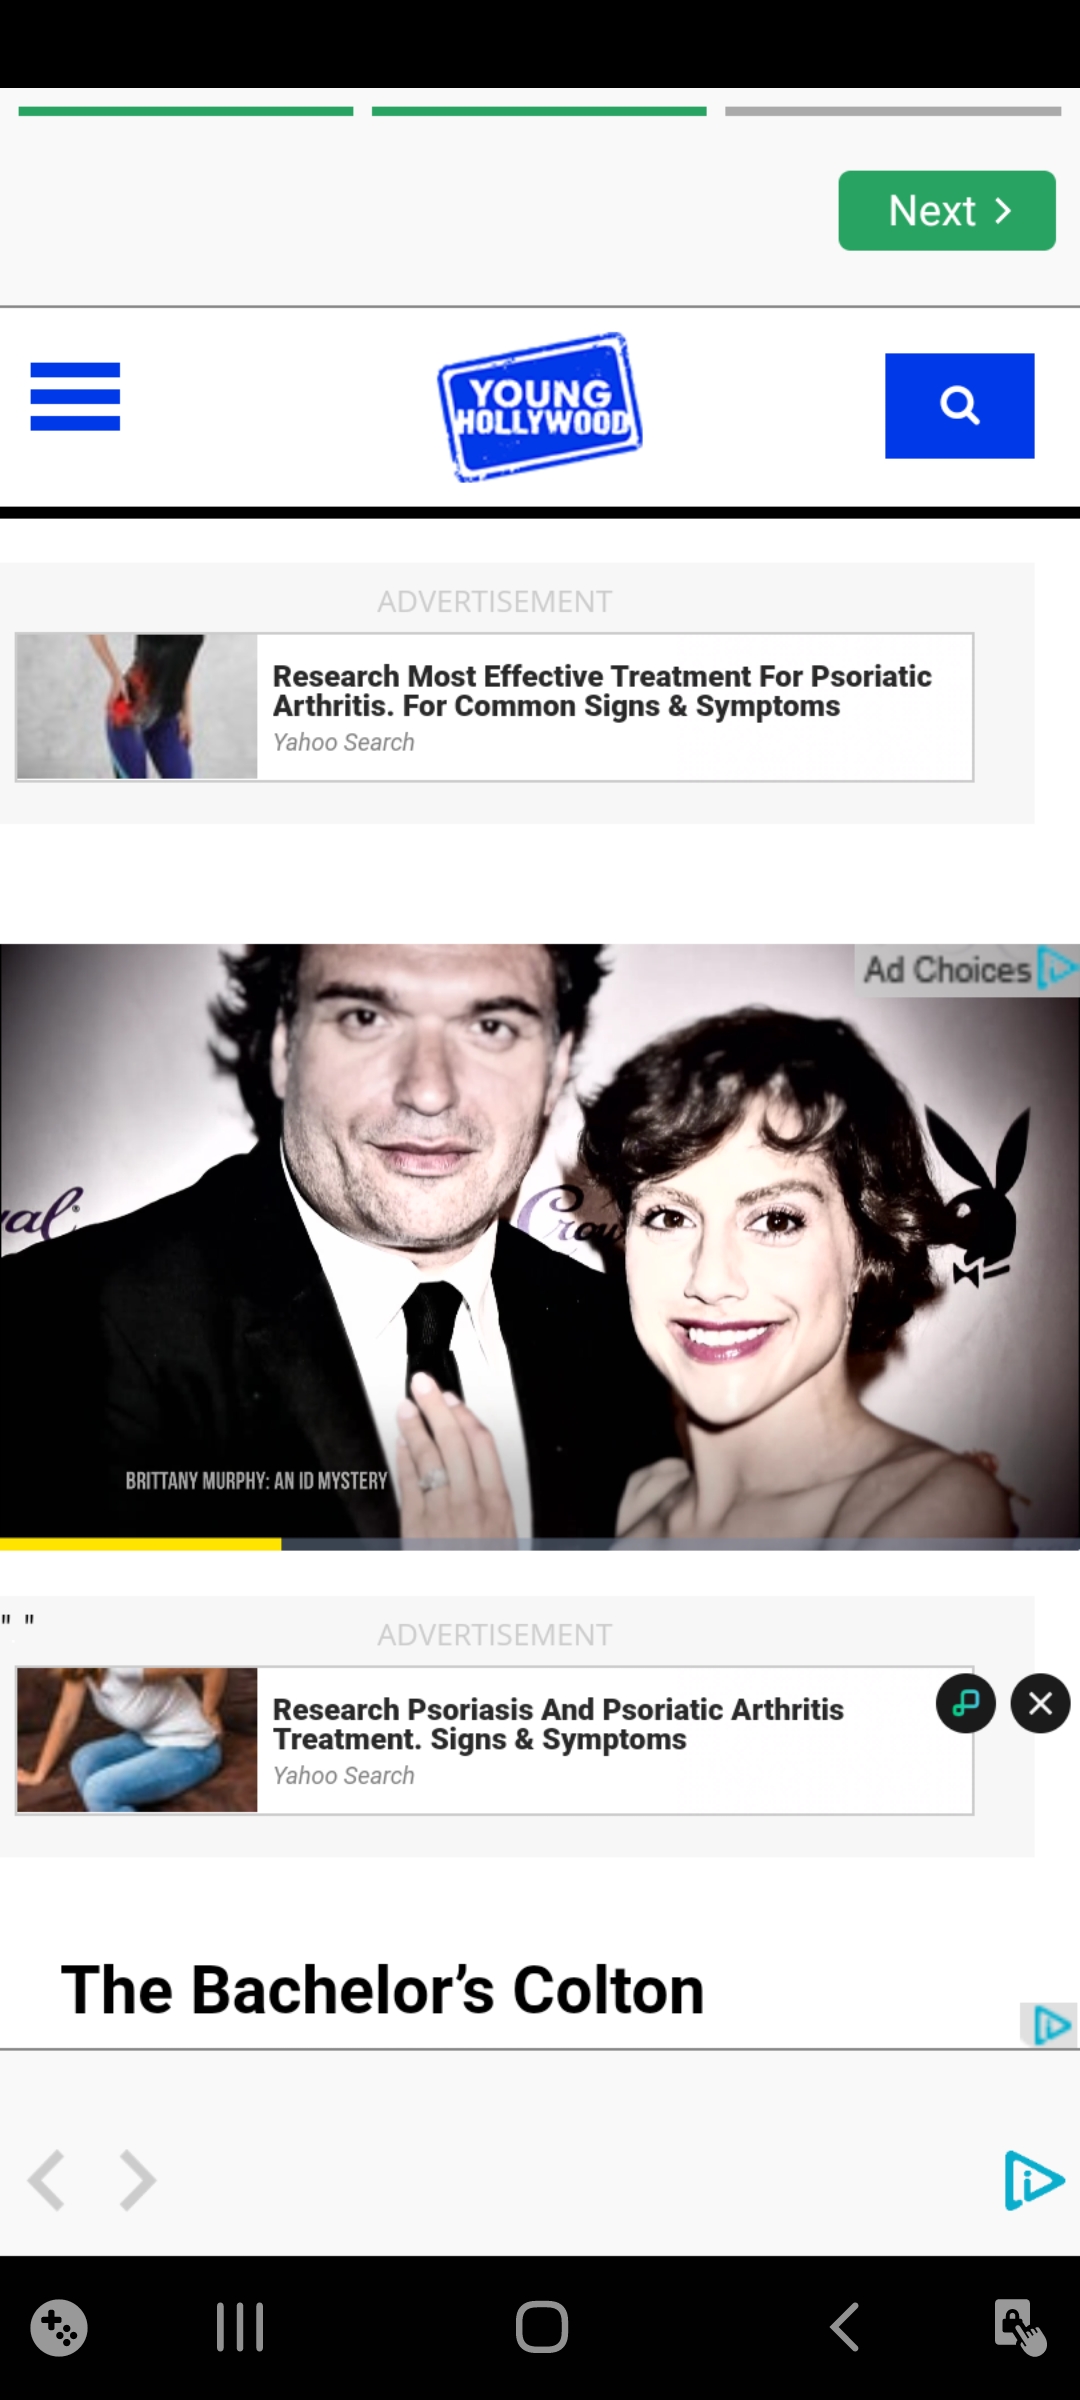 Next
YOUNG
HOLLYWOOD
ADVERTISEMENT
Research Most Effective Treatment For Psoriatic
Arthritis. For Common Signs & Symptoms
Yahoo Search
Ad Choices
al®
Crow
BRITTANY MURPHY: AN ID MYSTERY
" "
ADVERTISEMENT
Research Psoriasis And Psoriatic Arthritis
Treatment. Signs & Symptoms
Yahoo Search
The Bachelor’s Colton